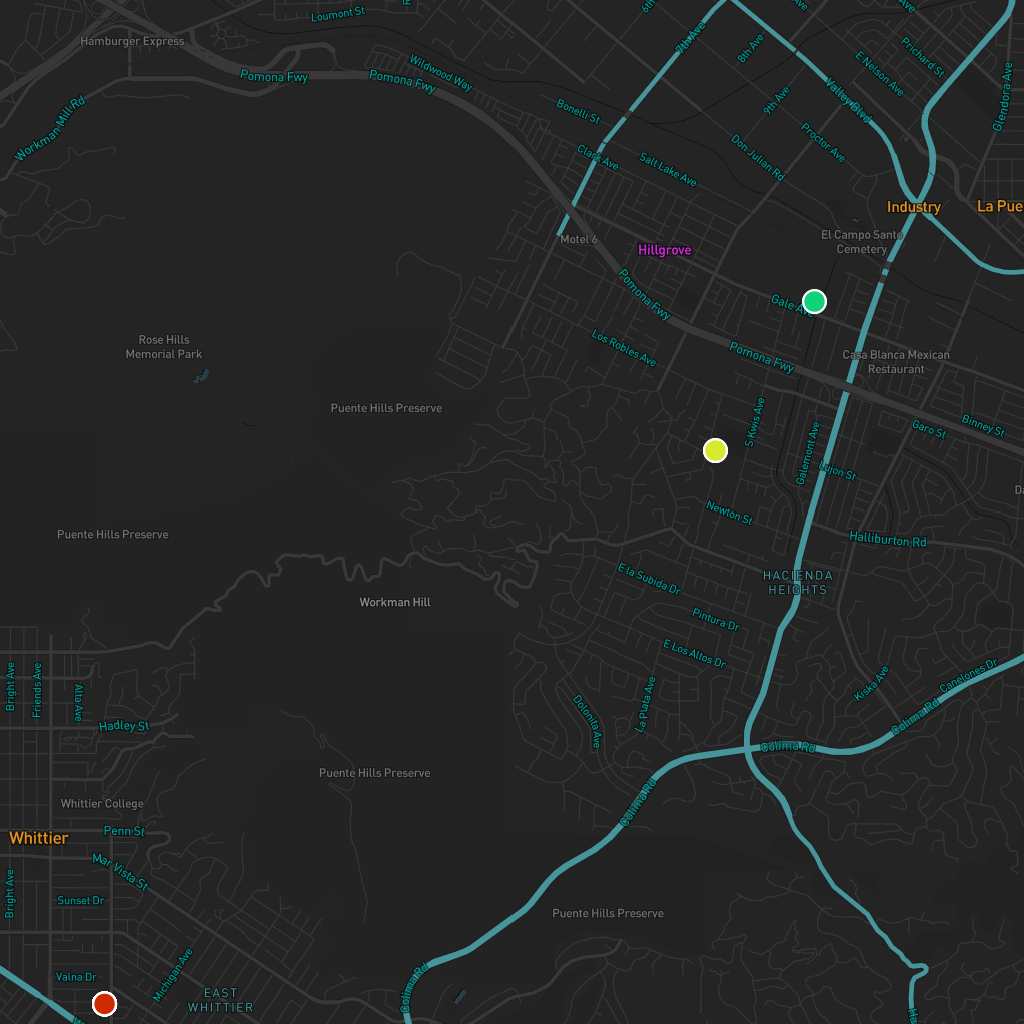 Loumont St
6th
8th Ave
7th Ave
Prichard St
E Nelson Ave
Hamburger Express
Pomona Fwy
Pomona Fwy
Wildwood Way
Valley Blvd
Glendora Ave
9th Ave
Bonelli St
Workman Mill Rd
Proctor Ave
Clark Ave
Salt Lake Ave
Don Julian Rd
Industry
La Pue
Motel 6
Hillgrove
El Campo Santo
Cemetery
Pomona Fwy
Gale Ave
Rose Hills
Memorial Park
Los Robles Ave
Pomona Fwy
Casa Blanca Mexican
Restaurant
Puente Hills Preserve
S Kwis Ave
Garo St
Binney St
Galemont Ave
Lujon St
Da
Newton St
Puente Hills Preserve
Halliburton Rd
E la Subida Dr
HACIENDA
HEIGHTS
Workman Hill
Pintura Dr
E Los Altos Dr
Bright Ave
Friends Ave
Alta Ave
Kiska Ave
Canelones Dr
La Plata Ave
Dolonita Ave
Hadley St
Colima Rd
Colima Rd
Puente Hills Preserve
Colima Rd
Whittier College
Penn St
Whittier
Mar Vista St
Bright Ave
Sunset Dr
Puente Hills Preserve
Valna Dr
Michigan Ave
Colima Rd
EAST
WHITTIER
W
Ha